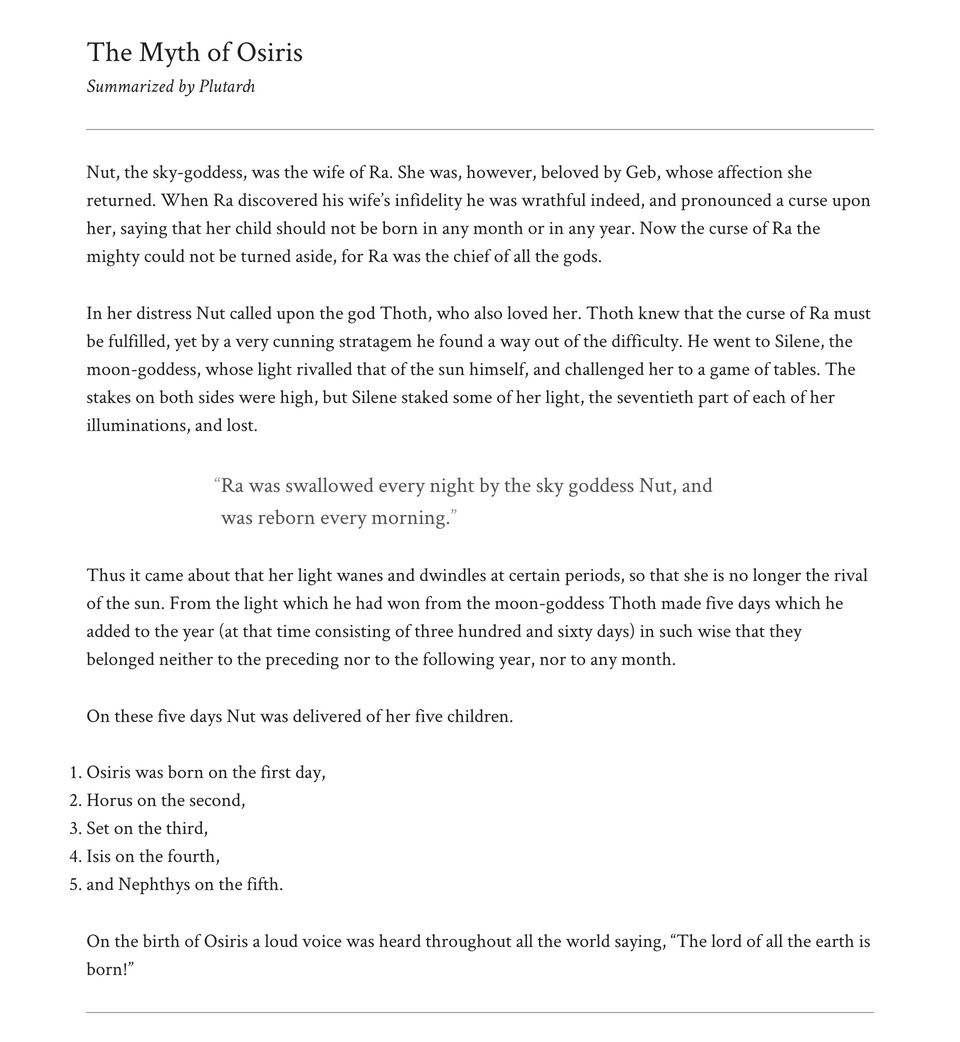 The Myth of Osiris
Summarized by Plutarch
Nut, the sky-goddess, was the wife of Ra. She was, however, beloved by Geb, whose affection she
returned. When Ra discovered his wife’s infidelity he was wrathful indeed, and pronounced a curse upon
her, saying that her child should not be born in any month or in any year. Now the curse of Ra the
mighty could not be turned aside, for Ra was the chief of all the gods.
In her distress Nut called upon the god Thoth, who also loved her. Thoth knew that the curse of Ra must
be fulfilled, yet by a very cunning stratagem he found a way out of the difficulty. He went to Silene, the
moon-goddess, whose light rivalled that of the sun himself, and challenged her to a game of tables. The
stakes on both sides were high, but Silene staked some of her light, the seventieth part of each of her
illuminations, and lost.
“Ra was swallowed every night by the sky goddess Nut, and
was reborn every morning.”
Thus it came about that her light wanes and dwindles at certain periods, so that she is no longer the rival
of the sun. From the light which he had won from the moon-goddess Thoth made five days which he
added to the year (at that time consisting of three hundred and sixty days) in such wise that they
belonged neither to the preceding nor to the following year, nor to any month.
On these five days Nut was delivered of her five children.
1. Osiris was born on the first day,
2. Horus on the second,
3. Set on the third,
4. Isis on the fourth,
5. and Nephthys on the fifth.
On the birth of Osiris a loud voice was heard throughout all the world saying, “The lord of all the earth is
born!”